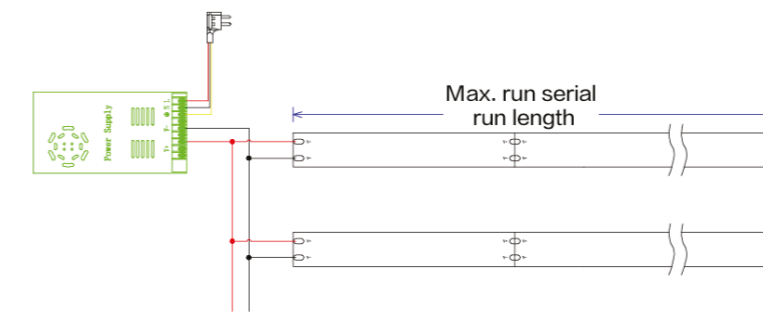 Max. run serial
run length
Power Supply
L
N
V-
V+